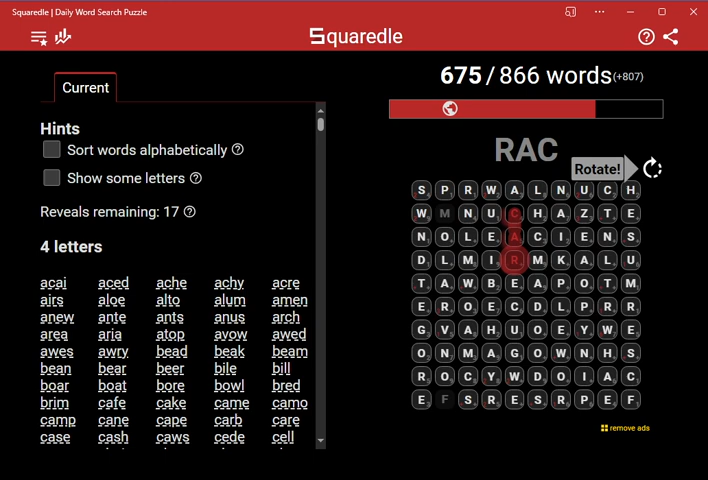 Squaredle | Daily Word Search Puzzle
Squaredle
675 / 866 words (+807)
Current
Hints
Sort words alphabetically
Show some letters
Reveals remaining: 17
4 letters
açai aced ache achy acre
airs aloe alto alum amen
anew ante ants anus arch
area aria atop avow awed
awes awry bead beak beam
bean bear beer bile bill
boar boat bore bowl bred
brim cafe cake came camo
camp cane cape carb care
case cash caws cede cell
RAC
Rotate!
S P R W A L N U C H
W M N U C H A Z T E
N O L E A C I E N S
D L M I R M K A L U
T A W B E A P O T M
E R O E C D L P R R
G V A H U O E Y W E
O N M A G O W N H S
R O C Y W D O I A C
E F S R E S R P E F
remove ads